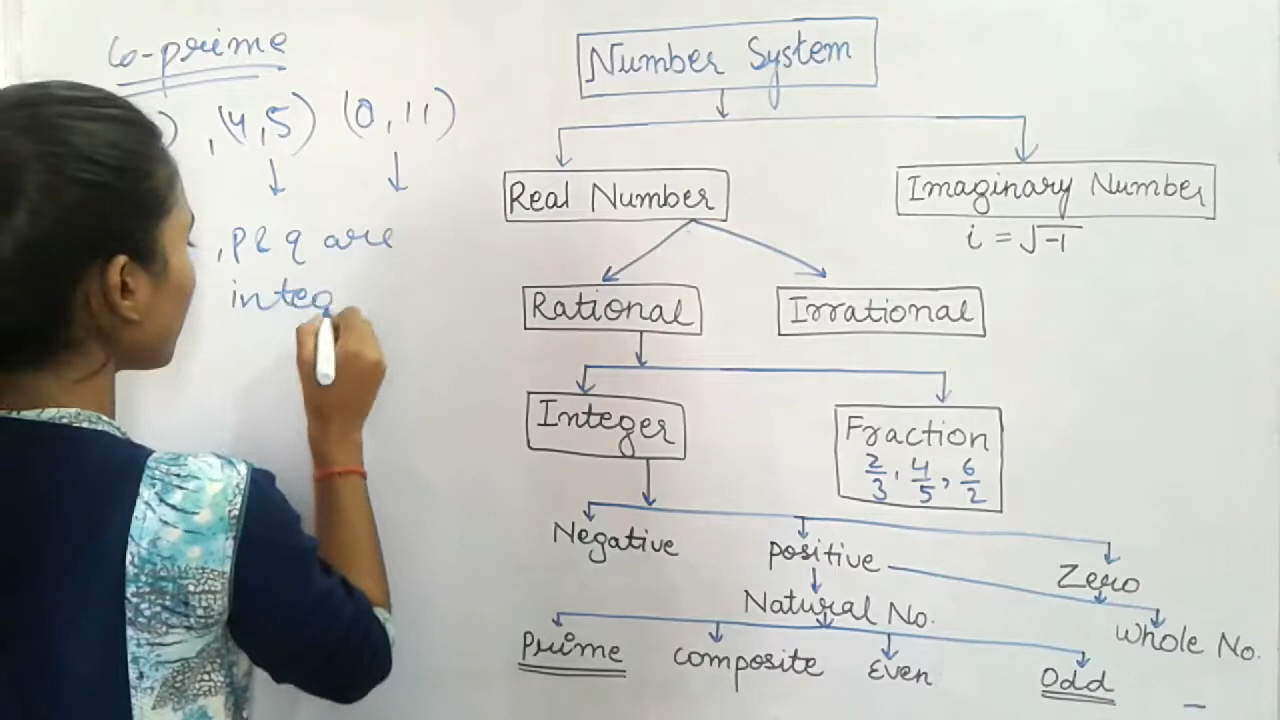 Co-prime
) , (4,5) (0,11)
, p & q are
integ
Number System
Real Number
Imaginary Number
i = √-1
Rational
Irrational
Integer
Fraction
2/3, 4/5, 6/2
Negative
positive
Zero
Natural No.
Whole No.
Prime
composite
Even
Odd